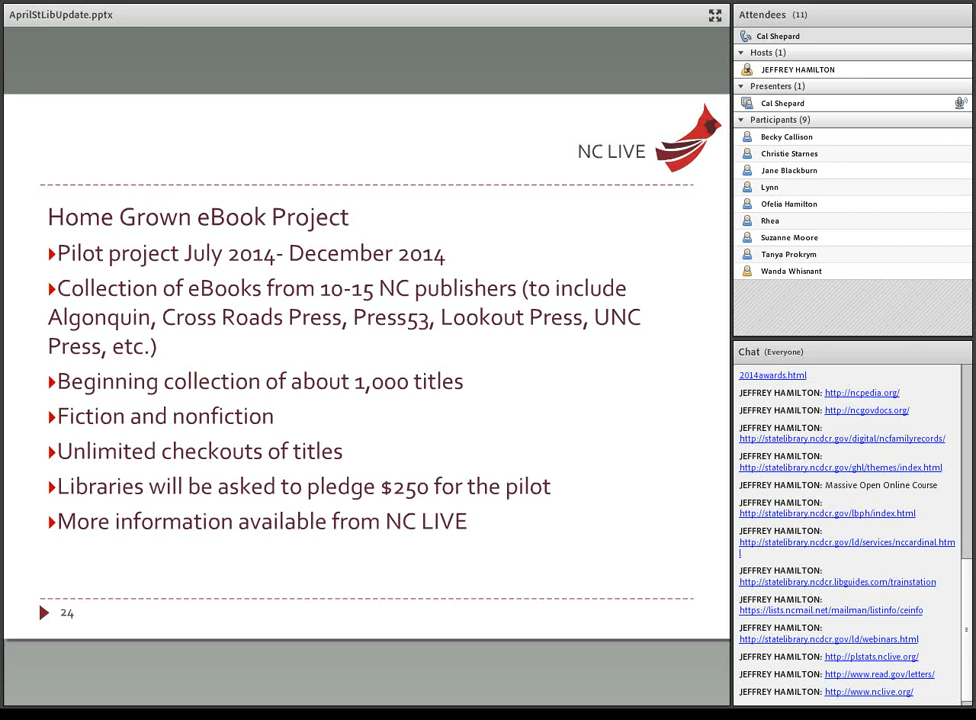 AprilStLibUpdate.pptx
NC LIVE
Home Grown eBook Project
Pilot project July 2014- December 2014
Collection of eBooks from 10-15 NC publishers (to include
Algonquin, Cross Roads Press, Press53, Lookout Press, UNC
Press, etc.)
Beginning collection of about 1,000 titles
Fiction and nonfiction
Unlimited checkouts of titles
Libraries will be asked to pledge $250 for the pilot
More information available from NC LIVE
24
Attendees (11)
Cal Shepard
Hosts (1)
JEFFREY HAMILTON
Presenters (1)
Cal Shepard
Participants (9)
Becky Callison
Christie Starnes
Jane Blackburn
Lynn
Ofelia Hamilton
Rhea
Suzanne Moore
Tanya Prokrym
Wanda Whisnant
Chat (Everyone)
2014awards.html
JEFFREY HAMILTON: http://ncpedia.org/
JEFFREY HAMILTON: http://ncgovdocs.org/
JEFFREY HAMILTON:
http://statelibrary.ncdcr.gov/digital/ncfamilyrecords/
JEFFREY HAMILTON:
http://statelibrary.ncdcr.gov/ghl/themes/index.html
JEFFREY HAMILTON: Massive Open Online Course
JEFFREY HAMILTON:
http://statelibrary.ncdcr.gov/lbph/index.html
JEFFREY HAMILTON:
http://statelibrary.ncdcr.gov/ld/services/nccardinal.htm
l
JEFFREY HAMILTON:
http://statelibrary.ncdcr.libguides.com/trainstation
JEFFREY HAMILTON:
https://lists.ncmail.net/mailman/listinfo/ceinfo
JEFFREY HAMILTON:
http://statelibrary.ncdcr.gov/ld/webinars.html
JEFFREY HAMILTON: http://plstats.nclive.org/
JEFFREY HAMILTON: http://www.read.gov/letters/
JEFFREY HAMILTON: http://www.nclive.org/